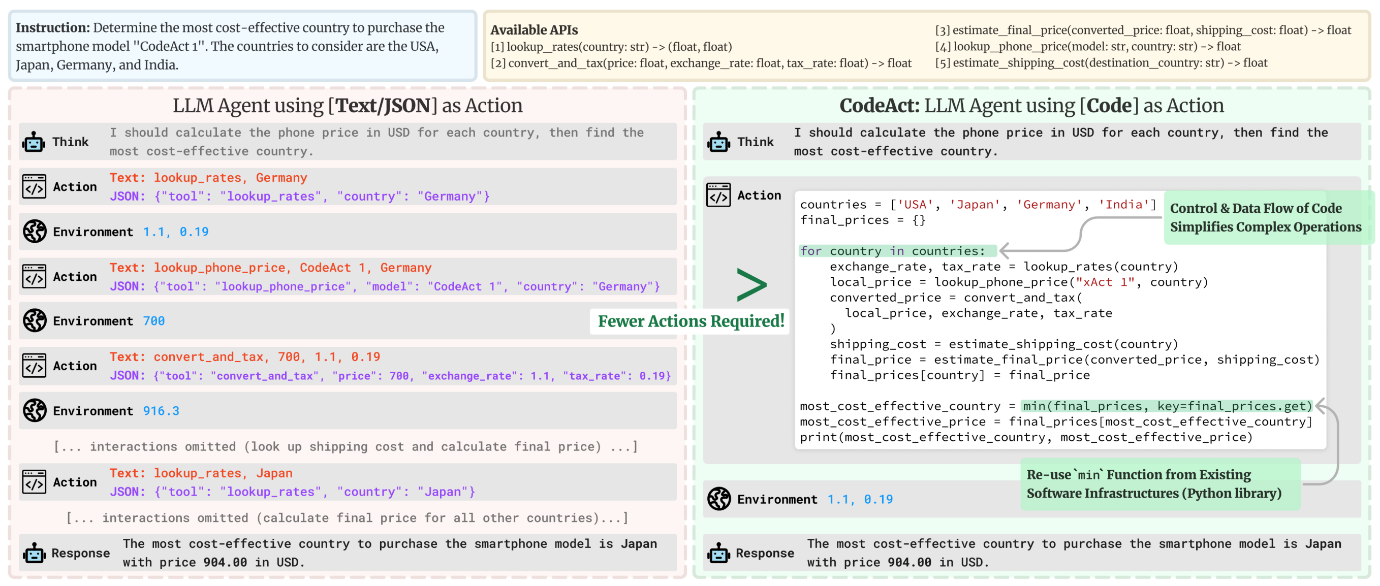 Instruction: Determine the most cost-effective country to purchase the
smartphone model "CodeAct 1". The countries to consider are the USA,
Japan, Germany, and India.
Available APIs
[1] lookup_rates(country: str) -> (float, float)
[2] convert_and_tax(price: float, exchange_rate: float, tax_rate: float) -> float
[3] estimate_final_price(converted_price: float, shipping_cost: float) -> float
[4] lookup_phone_price(model: str, country: str) -> float
[5] estimate_shipping_cost(destination_country: str) -> float
LLM Agent using [Text/JSON] as Action
Think
I should calculate the phone price in USD for each country, then find the
most cost-effective country.
Action
Text: lookup_rates, Germany
JSON: {"tool": "lookup_rates", "country": "Germany"}
Environment 1.1, 0.19
Action
Text: lookup_phone_price, CodeAct 1, Germany
JSON: {"tool": "lookup_phone_price", "model": "CodeAct 1", "country": "Germany"}
Environment 700
Action
Text: convert_and_tax, 700, 1.1, 0.19
JSON: {"tool": "convert_and_tax", "price": 700, "exchange_rate": 1.1, "tax_rate": 0.19}
Environment 916.3
[... interactions omitted (look up shipping cost and calculate final price) ...]
Action
Text: lookup_rates, Japan
JSON: {"tool": "lookup_rates", "country": "Japan"}
[... interactions omitted (calculate final price for all other countries)...]
Response
The most cost-effective country to purchase the smartphone model is Japan
with price 904.00 in USD.
>
Fewer Actions Required!
CodeAct: LLM Agent using [Code] as Action
Think
I should calculate the phone price in USD for each country, then find the
most cost-effective country.
Action
countries = ['USA', 'Japan', 'Germany', 'India']
final_prices = {}
for country in countries:
exchange_rate, tax_rate = lookup_rates(country)
local_price = lookup_phone_price("xAct 1", country)
converted_price = convert_and_tax(
local_price, exchange_rate, tax_rate
)
shipping_cost = estimate_shipping_cost(country)
final_price = estimate_final_price(converted_price, shipping_cost)
final_prices[country] = final_price
most_cost_effective_country = min(final_prices, key=final_prices.get)
most_cost_effective_price = final_prices[most_cost_effective_country]
print(most_cost_effective_country, most_cost_effective_price)
Control & Data Flow of Code
Simplifies Complex Operations
Re-use `min` Function from Existing
Software Infrastructures (Python library)
Environment 1.1, 0.19
Response
The most cost-effective country to purchase the smartphone model is Japan
with price 904.00 in USD.